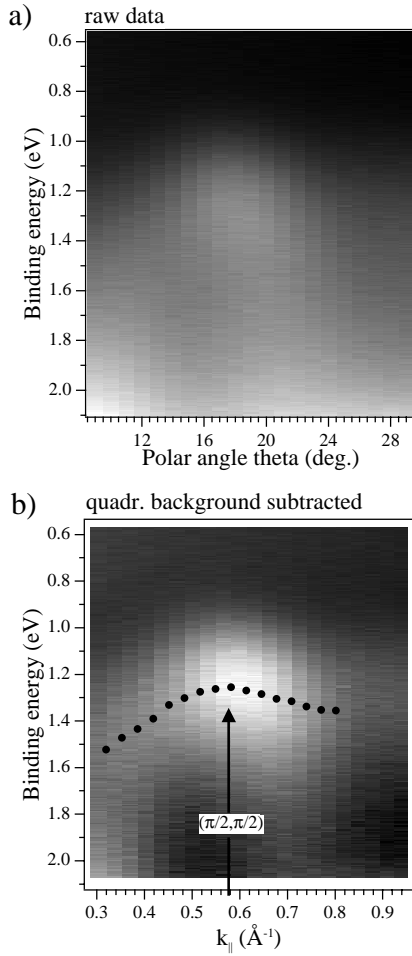 a)
raw data
0.6
0.8
1.0
1.2
1.4
1.6
1.8
2.0
Binding energy (eV)
12 16 20 24 28
Polar angle theta (deg.)
b)
quadr. background subtracted
0.6
0.8
1.0
1.2
1.4
1.6
1.8
2.0
Binding energy (eV)
(π/2,π/2)
0.3 0.4 0.5 0.6 0.7 0.8 0.9
k|| (Å-1)